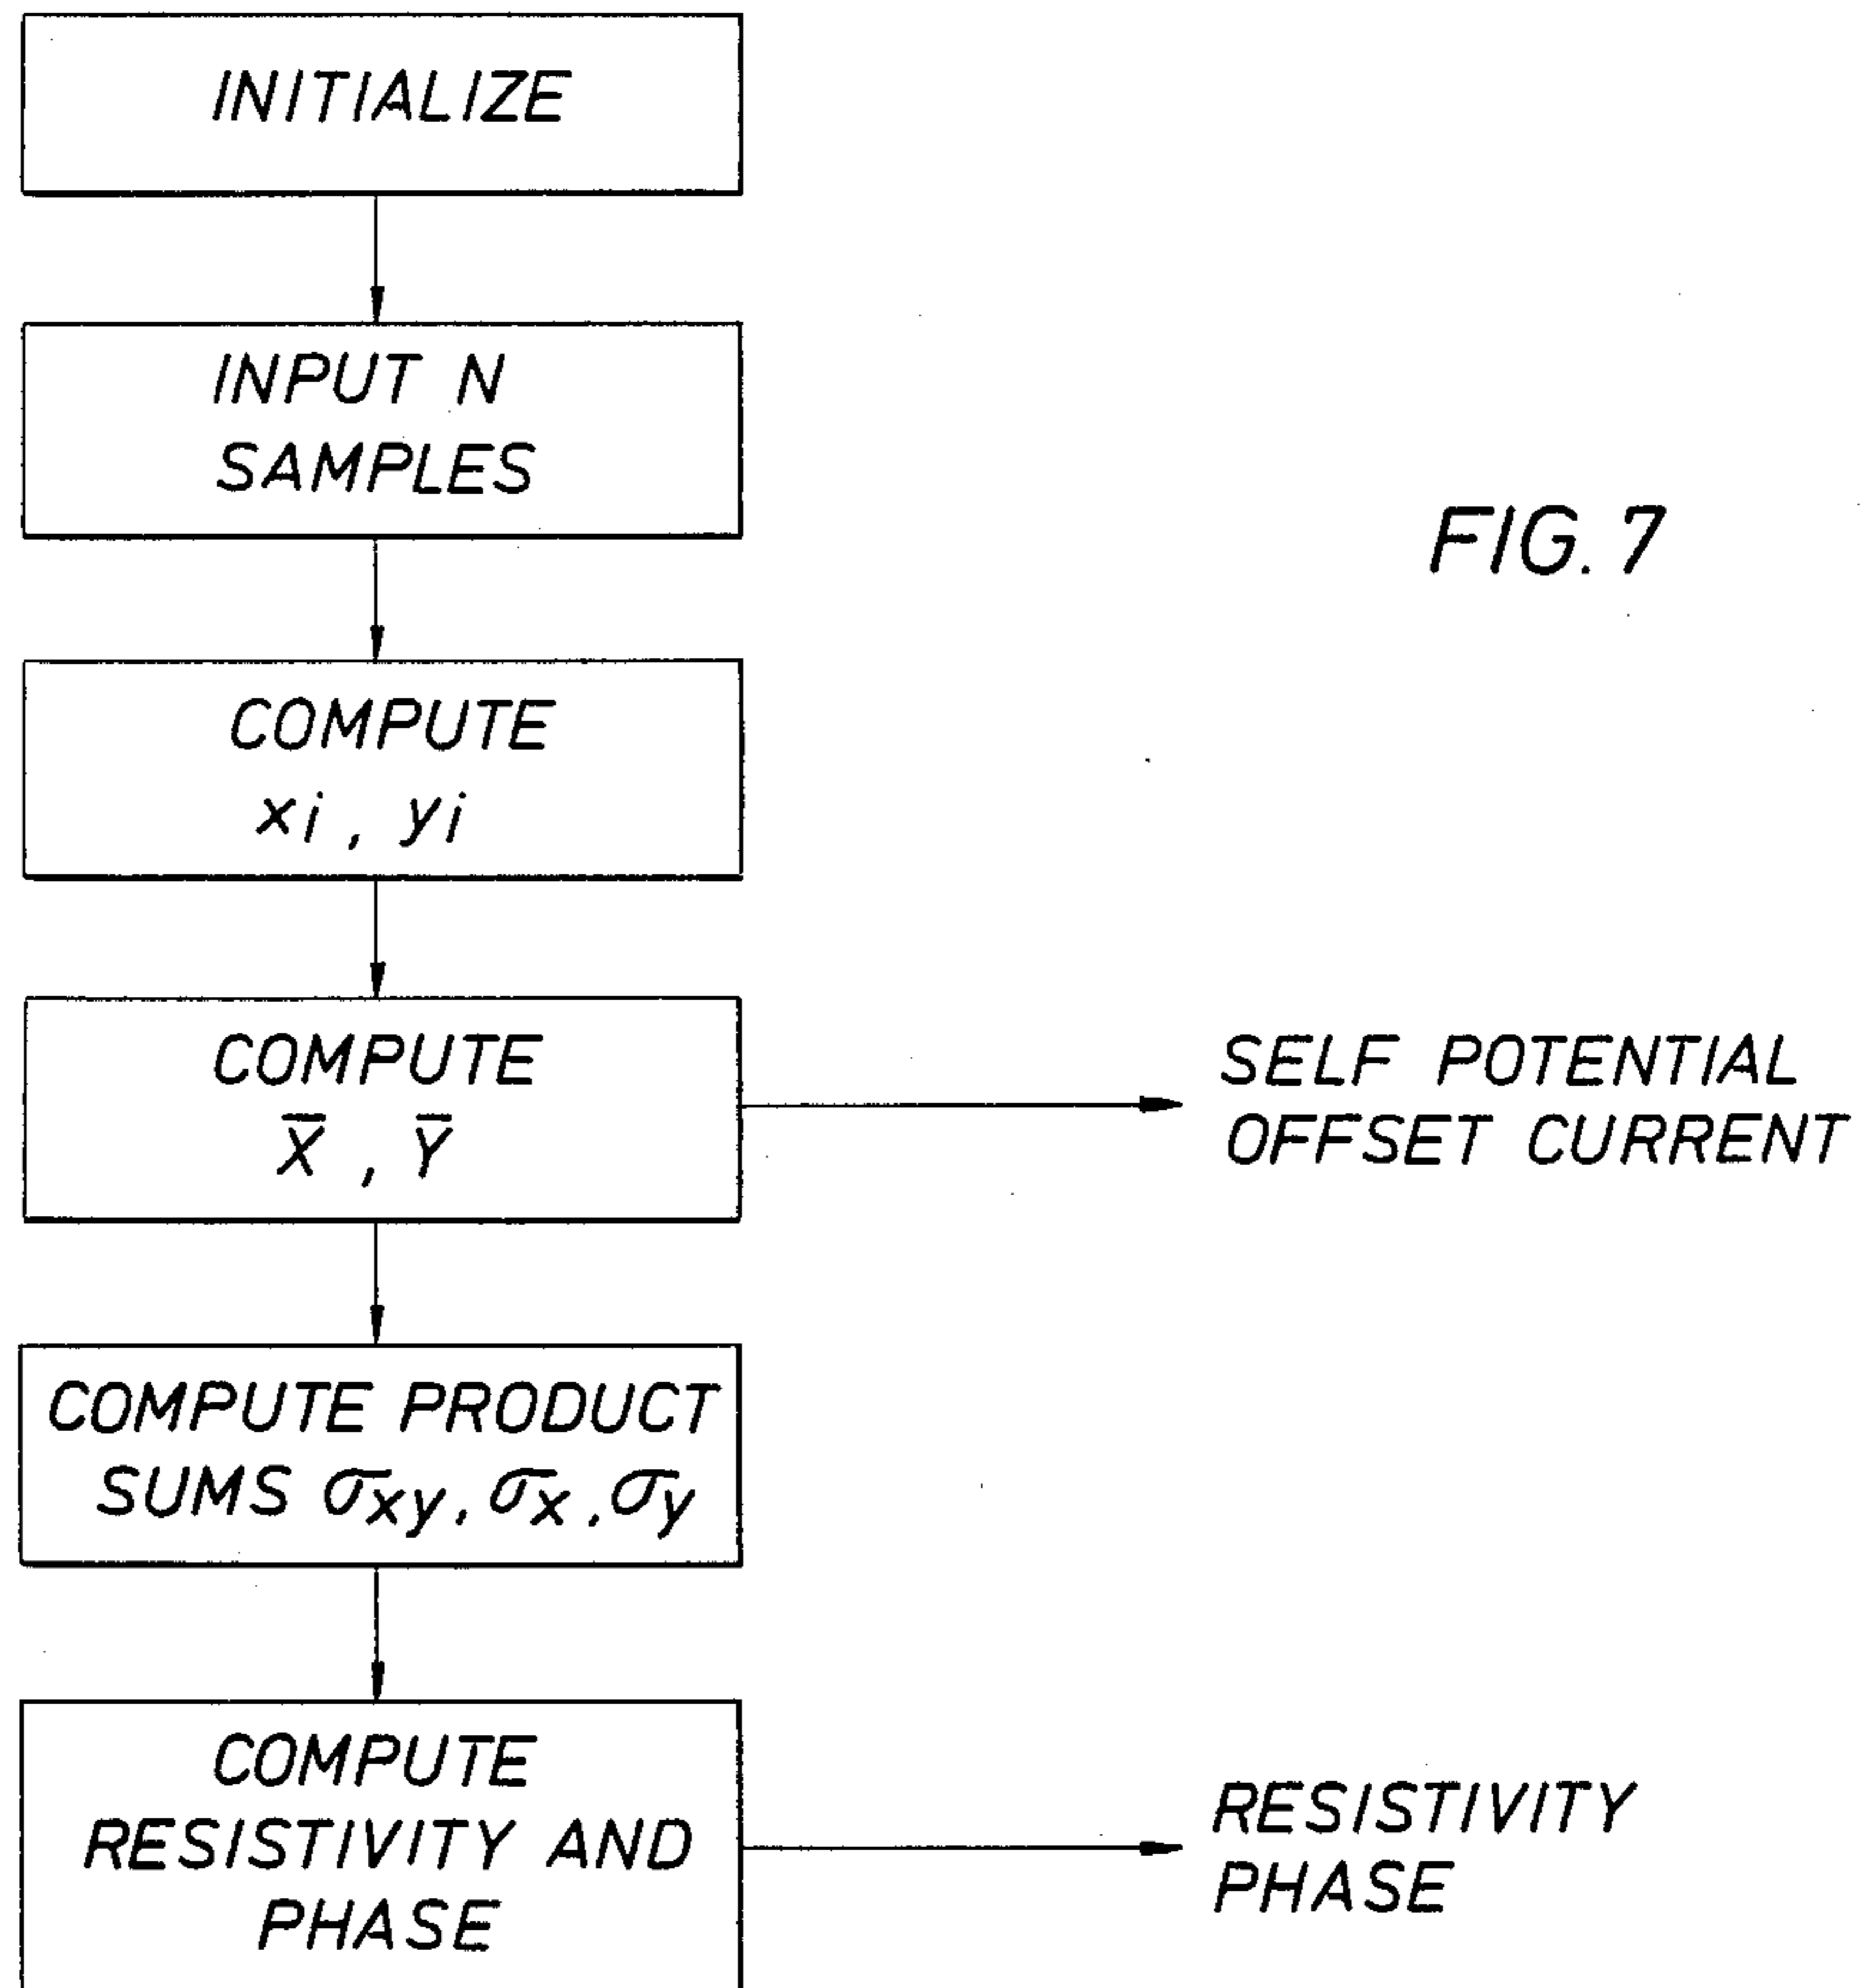 INITIALIZE
INPUT N
SAMPLES
FIG. 7
COMPUTE
xi, yi
COMPUTE
X̅, Y̅
SELF POTENTIAL
OFFSET CURRENT
COMPUTE PRODUCT
SUMS σxy, σx, σy
COMPUTE
RESISTIVITY AND
PHASE
RESISTIVITY
PHASE